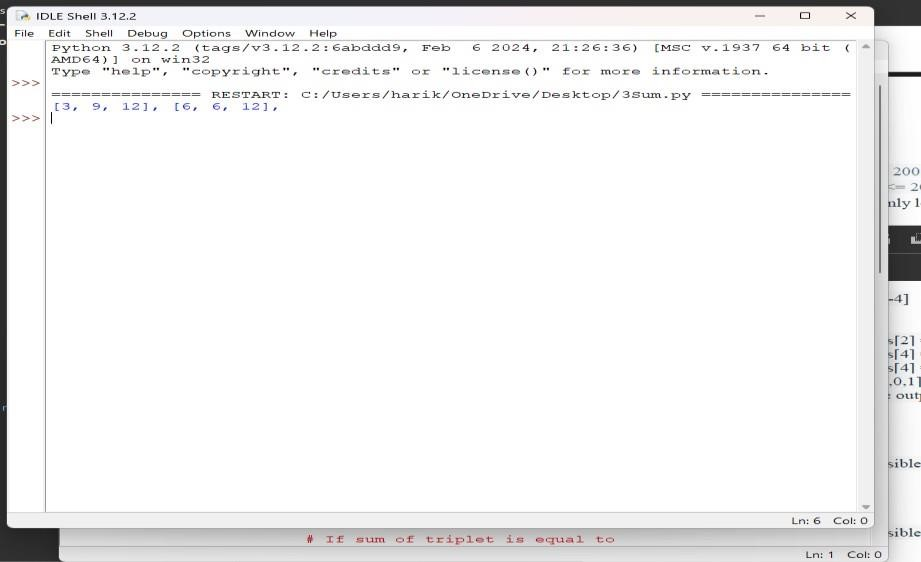 IDLE Shell 3.12.2
File Edit Shell Debug Options Window Help
Python 3.12.2 (tags/v3.12.2:6abddd9, Feb  6 2024, 21:26:36) [MSC v.1937 64 bit (
AMD64)] on win32
Type "help", "copyright", "credits" or "license()" for more information.
>>>
=============== RESTART: C:/Users/harik/OneDrive/Desktop/3Sum.py ===============
[3, 9, 12], [6, 6, 12],
>>>
Ln: 6 Col: 0
200
-4]
s[2]
s[4]
s[4]
,0,1]
sible
sible
# If sum of triplet is equal to
Ln: 1 Col: 0